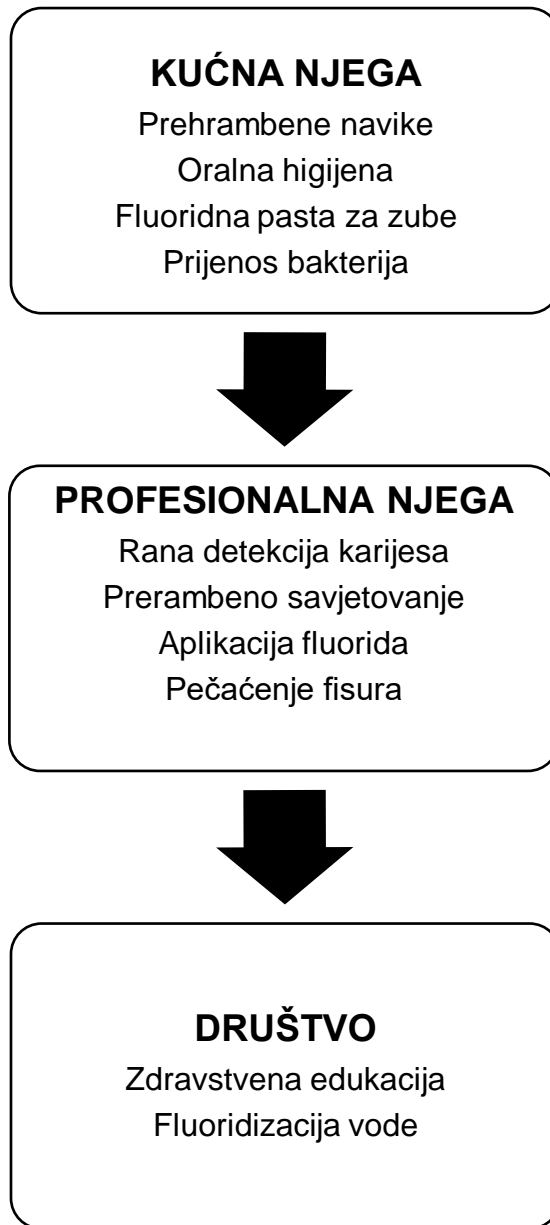 KUĆNA NJEGA
Prehrambene navike
Oralna higijena
Fluoridna pasta za zube
Prijenos bakterija
PROFESIONALNA NJEGA
Rana detekcija karijesa
Prerambeno savjetovanje
Aplikacija fluorida
Pečaćenje fisura
DRUŠTVO
Zdravstvena edukacija
Fluoridizacija vode